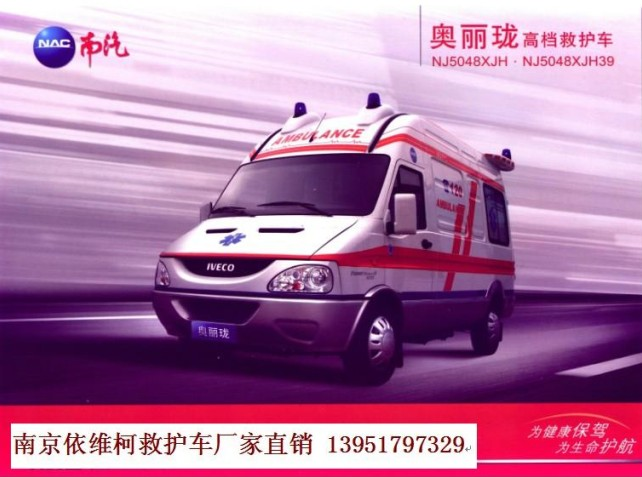 NAC 南汽
奥丽珑 高档救护车
NJ5048XJH · NJ5048XJH39
AMBULANCE
120
AMBULANCE
IVECO
奥丽珑
为健康保驾
为生命护航
南京依维柯救护车厂家直销 13951797329